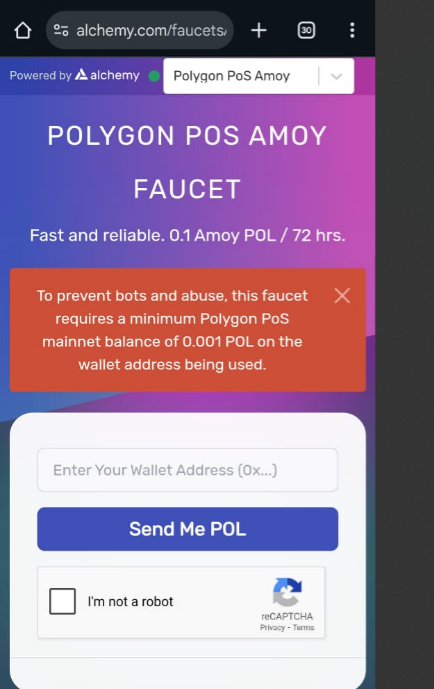 alchemy.com/faucets/
30
Powered by alchemy
Polygon PoS Amoy
POLYGON POS AMOY
FAUCET
Fast and reliable. 0.1 Amoy POL / 72 hrs.
To prevent bots and abuse, this faucet
requires a minimum Polygon PoS
mainnet balance of 0.001 POL on the
wallet address being used.
Enter Your Wallet Address (0x...)
Send Me POL
I'm not a robot
reCAPTCHA
Privacy - Terms